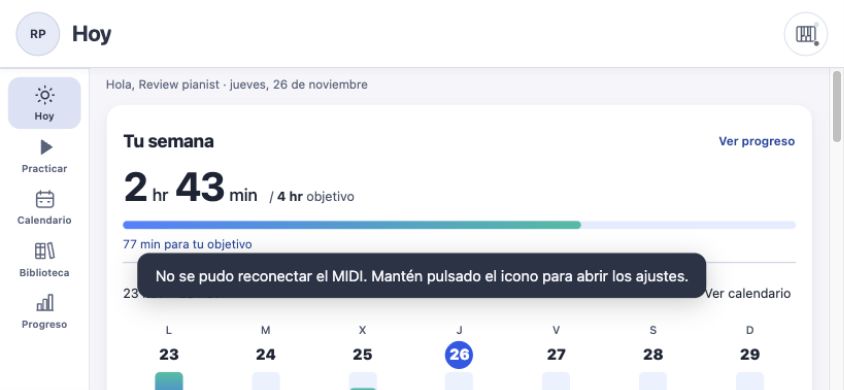 RP
Hoy
Hola, Review pianist · jueves, 26 de noviembre
Hoy
Practicar
Calendario
Biblioteca
Progreso
Tu semana
Ver progreso
2 hr 43 min / 4 hr objetivo
77 min para tu objetivo
No se pudo reconectar el MIDI. Mantén pulsado el icono para abrir los ajustes.
23
Ver calendario
L M X J V S D
23 24 25 26 27 28 29